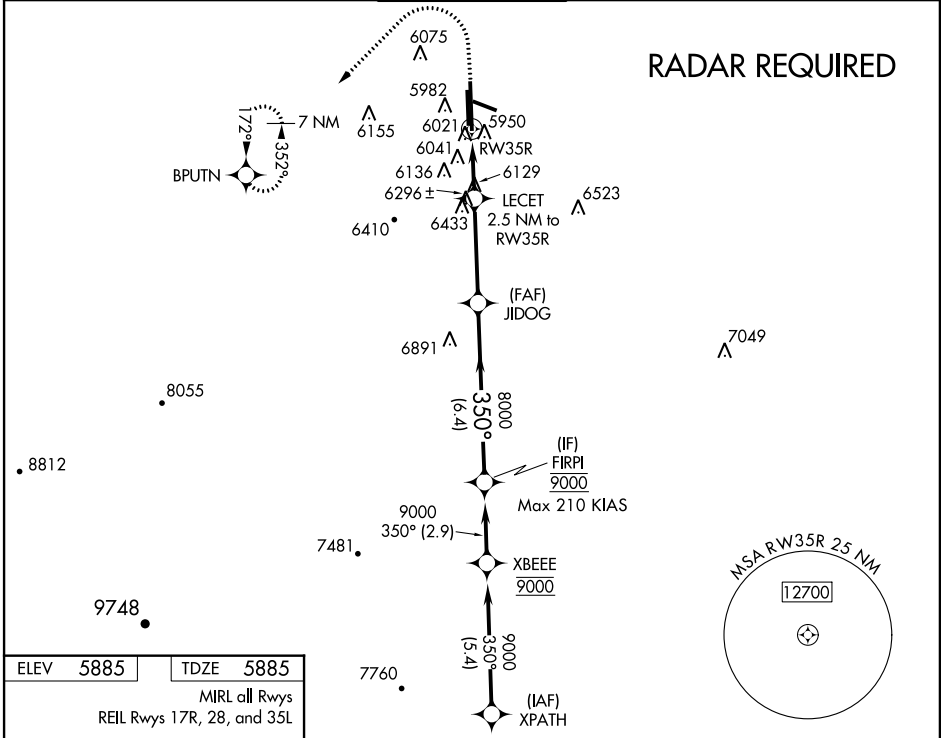 RADAR REQUIRED
6075
5982
6155
6021
5950
RW35R
6041
6136
6129
6296 ±
LECET
2.5 NM to
RW35R
6433
6523
6410
172°
352°
7 NM
BPUTN
(FAF)
JIDOG
6891
7049
8055
8812
8000
350°
(6.4)
(IF)
FIRPI
9000
Max 210 KIAS
9000
350° (2.9)
7481
XBEEE
9000
9748
9000
350°
(5.4)
7760
(IAF)
XPATH
MSA RW35R 25 NM
12700
ELEV 5885
TDZE 5885
MIRL all Rwys
REIL Rwys 17R, 28, and 35L